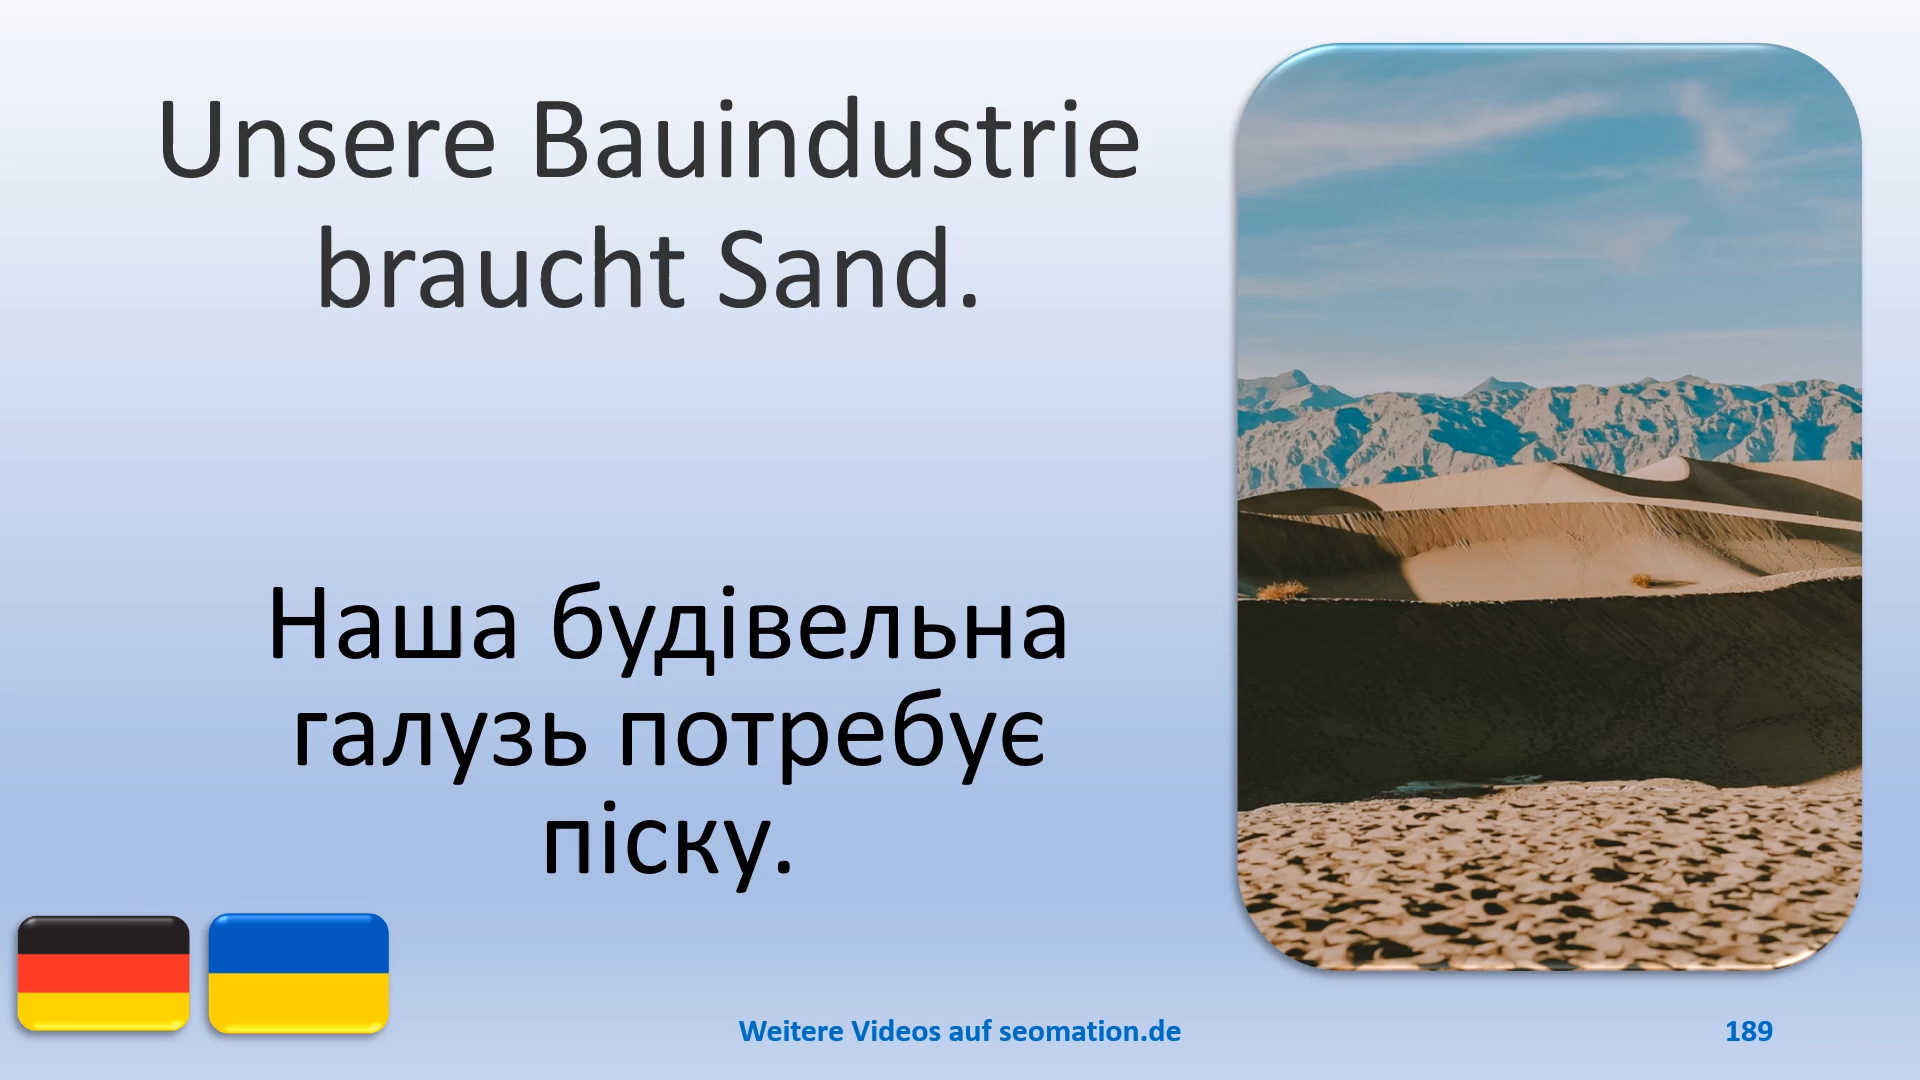 Unsere Bauindustrie
braucht Sand.
Наша будівельна
галузь потребує
піску.
Weitere Videos auf seomation.de
189